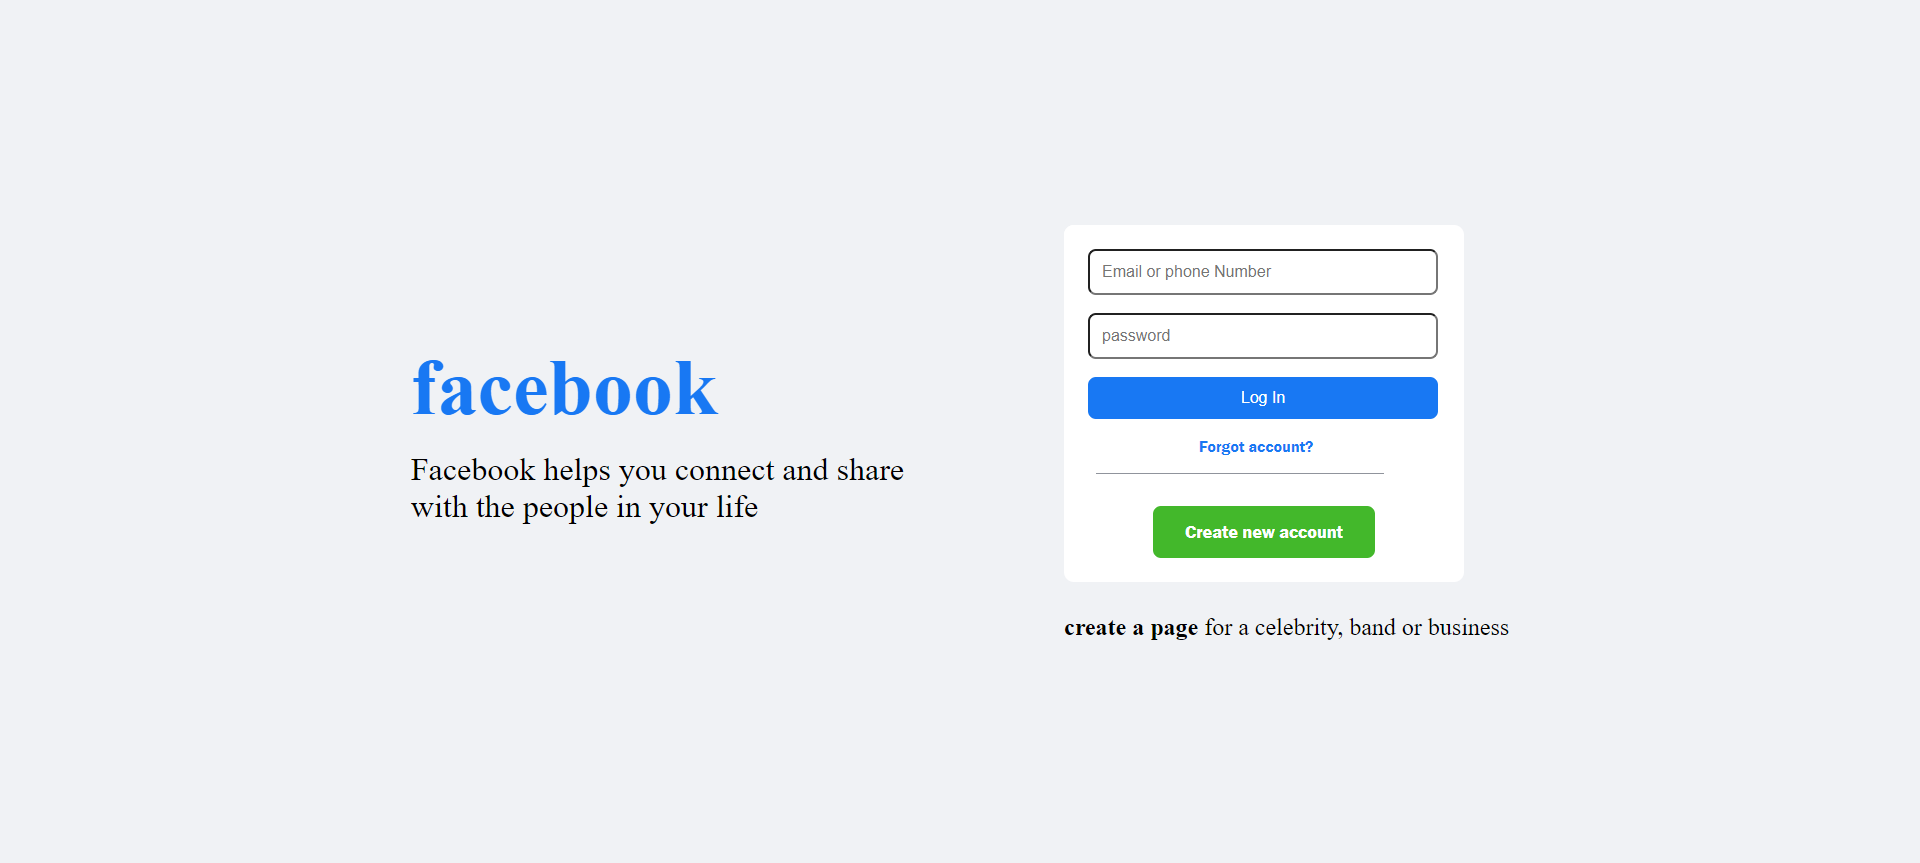 facebook
Facebook helps you connect and share
with the people in your life
Email or phone Number
password
Log In
Forgot account?
Create new account
create a page for a celebrity, band or business